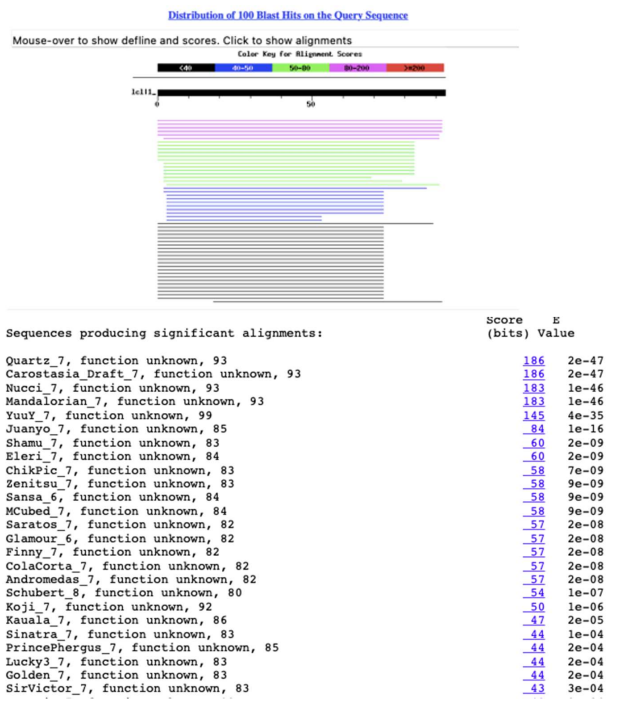 Distribution of 100 Blast Hits on the Query Sequence
Mouse-over to show defline and scores. Click to show alignments
Color Key for Alignment Scores
<40 40-50 50-80 80-200 >=200
lcl|1_
0 50
Score E
Sequences producing significant alignments: (bits) Value
Quartz_7, function unknown, 93 186 2e-47
Carostasia_Draft_7, function unknown, 93 186 2e-47
Nucci_7, function unknown, 93 183 1e-46
Mandalorian_7, function unknown, 93 183 1e-46
YuuY_7, function unknown, 99 145 4e-35
Juanyo_7, function unknown, 85 84 1e-16
Shamu_7, function unknown, 83 60 2e-09
Eleri_7, function unknown, 84 60 2e-09
ChikPic_7, function unknown, 83 58 7e-09
Zenitsu_7, function unknown, 83 58 9e-09
Sansa_6, function unknown, 84 58 9e-09
MCubed_7, function unknown, 84 58 9e-09
Saratos_7, function unknown, 82 57 2e-08
Glamour_6, function unknown, 82 57 2e-08
Finny_7, function unknown, 82 57 2e-08
ColaCorta_7, function unknown, 82 57 2e-08
Andromedas_7, function unknown, 82 57 2e-08
Schubert_8, function unknown, 80 54 1e-07
Koji_7, function unknown, 92 50 1e-06
Kauala_7, function unknown, 86 47 2e-05
Sinatra_7, function unknown, 83 44 1e-04
PrincePhergus_7, function unknown, 85 44 2e-04
Lucky3_7, function unknown, 83 44 2e-04
Golden_7, function unknown, 83 44 2e-04
SirVictor_7, function unknown, 83 43 3e-04